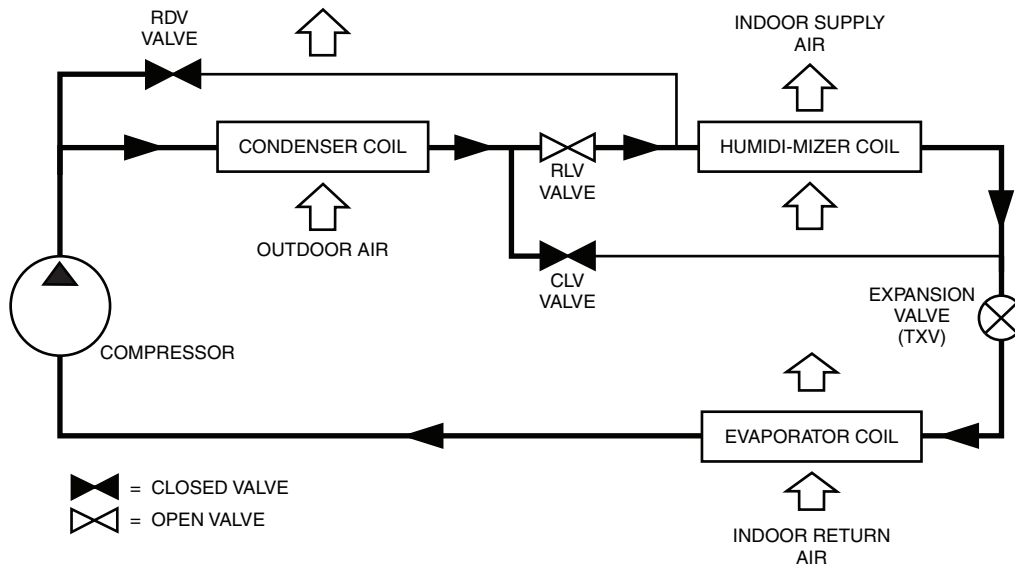 RDV
VALVE
INDOOR SUPPLY
AIR
CONDENSER COIL
RLV
VALVE
HUMIDI-MIZER COIL
OUTDOOR AIR
CLV
VALVE
EXPANSION
VALVE
(TXV)
COMPRESSOR
EVAPORATOR COIL
= CLOSED VALVE
= OPEN VALVE
INDOOR RETURN
AIR